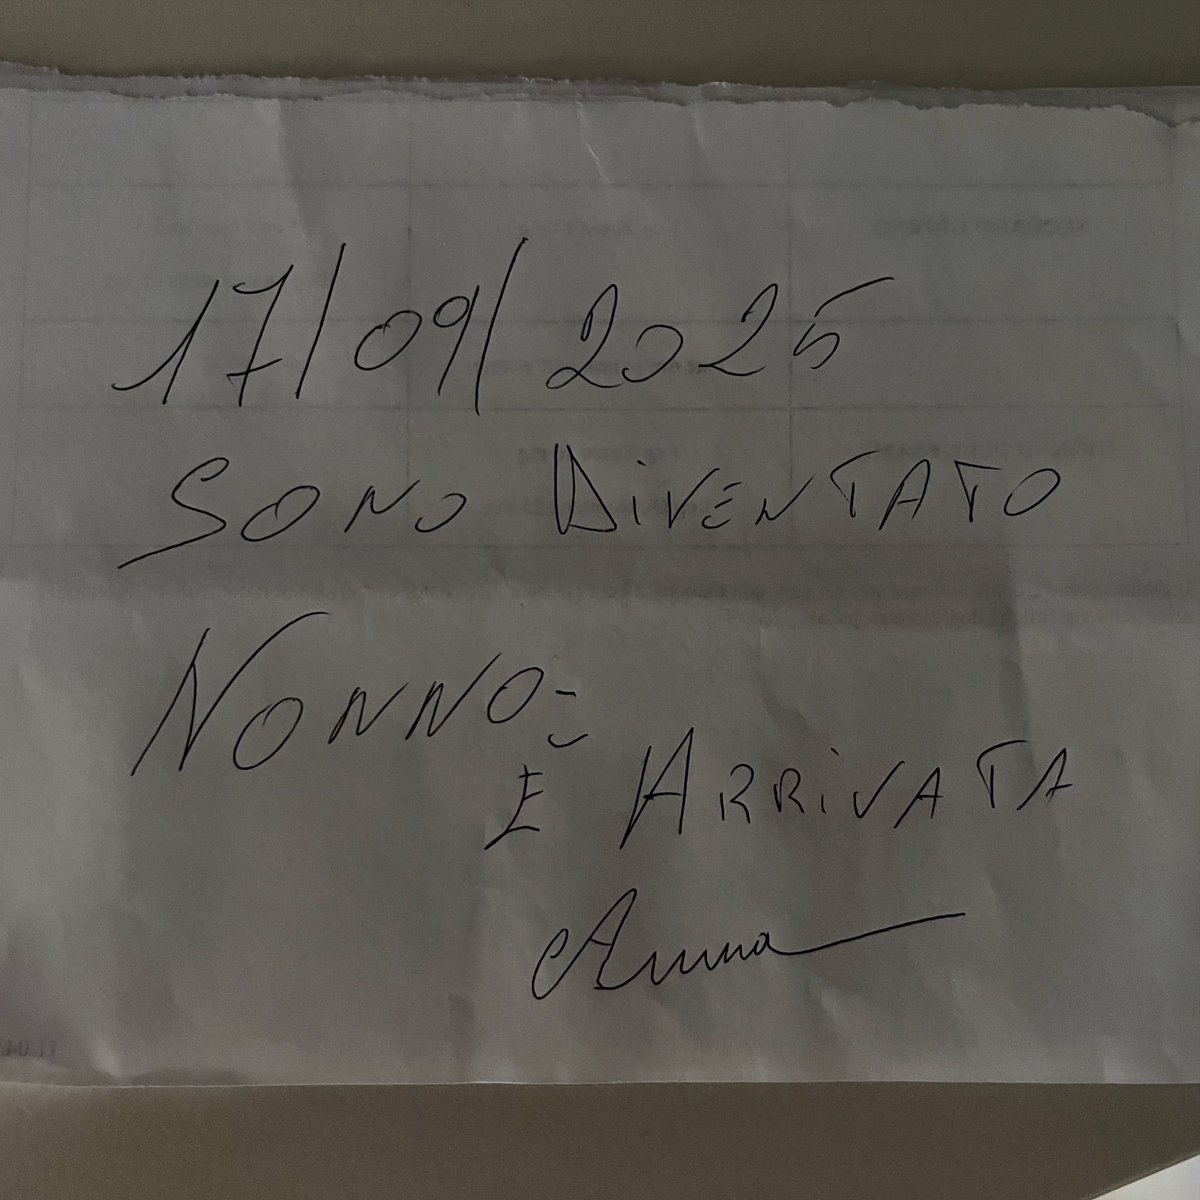 17/09/2025
SONO DIVENTATO
NONNO-
È ARRIVATA
Anna